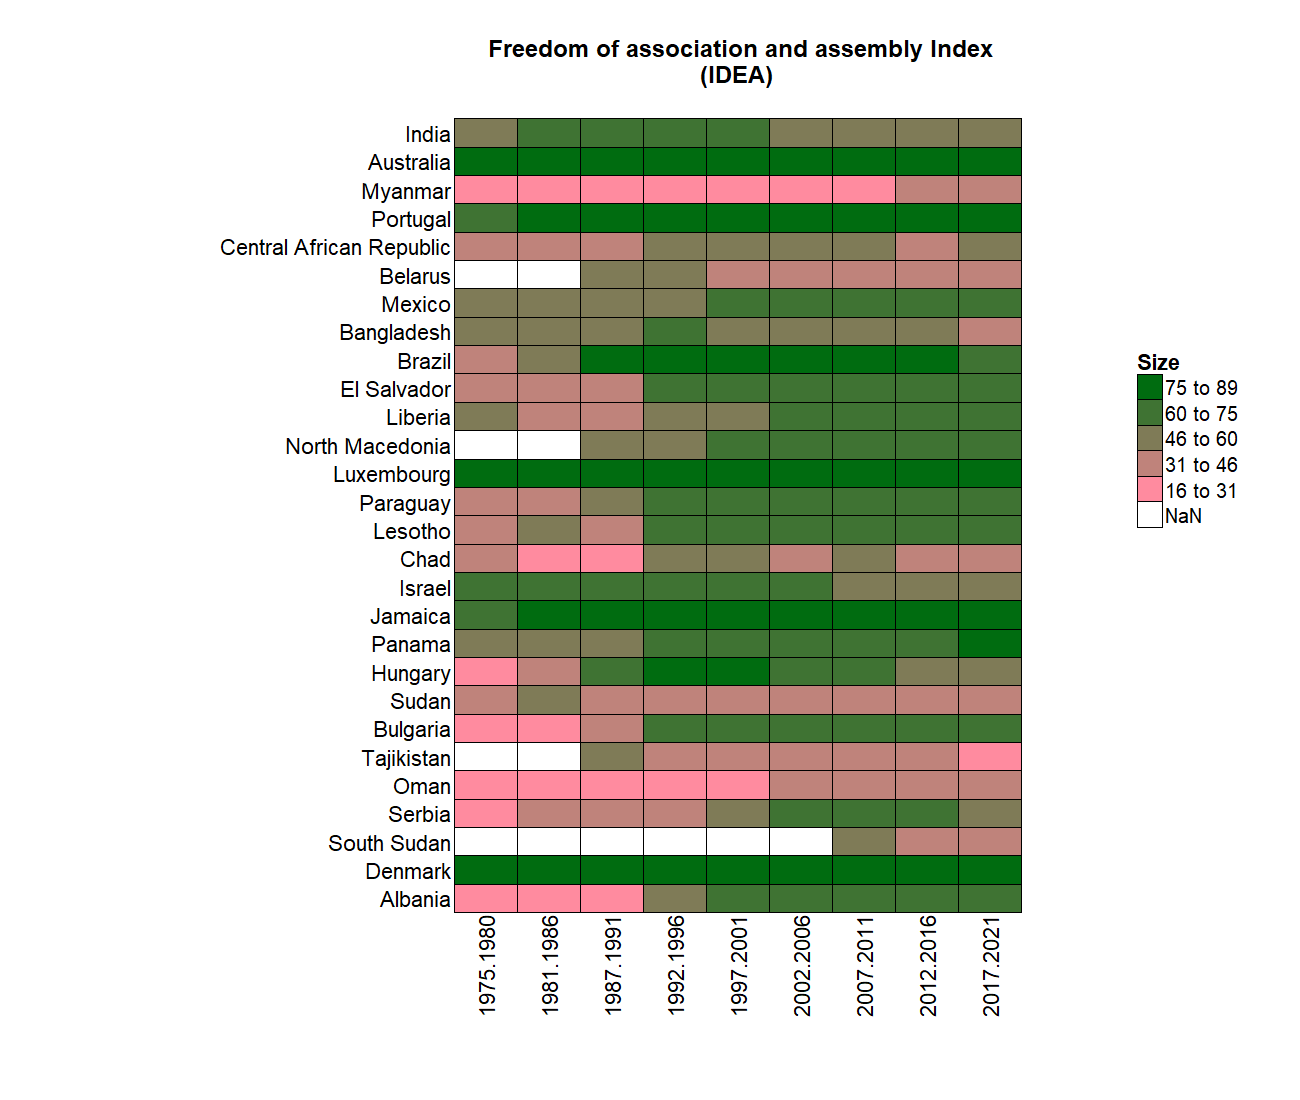 Freedom of association and assembly Index
(IDEA)
India
Australia
Myanmar
Portugal
Central African Republic
Belarus
Mexico
Bangladesh
Brazil
El Salvador
Liberia
North Macedonia
Luxembourg
Paraguay
Lesotho
Chad
Israel
Jamaica
Panama
Hungary
Sudan
Bulgaria
Tajikistan
Oman
Serbia
South Sudan
Denmark
Albania
1975.1980
1981.1986
1987.1991
1992.1996
1997.2001
2002.2006
2007.2011
2012.2016
2017.2021
Size
75 to 89
60 to 75
46 to 60
31 to 46
16 to 31
NaN